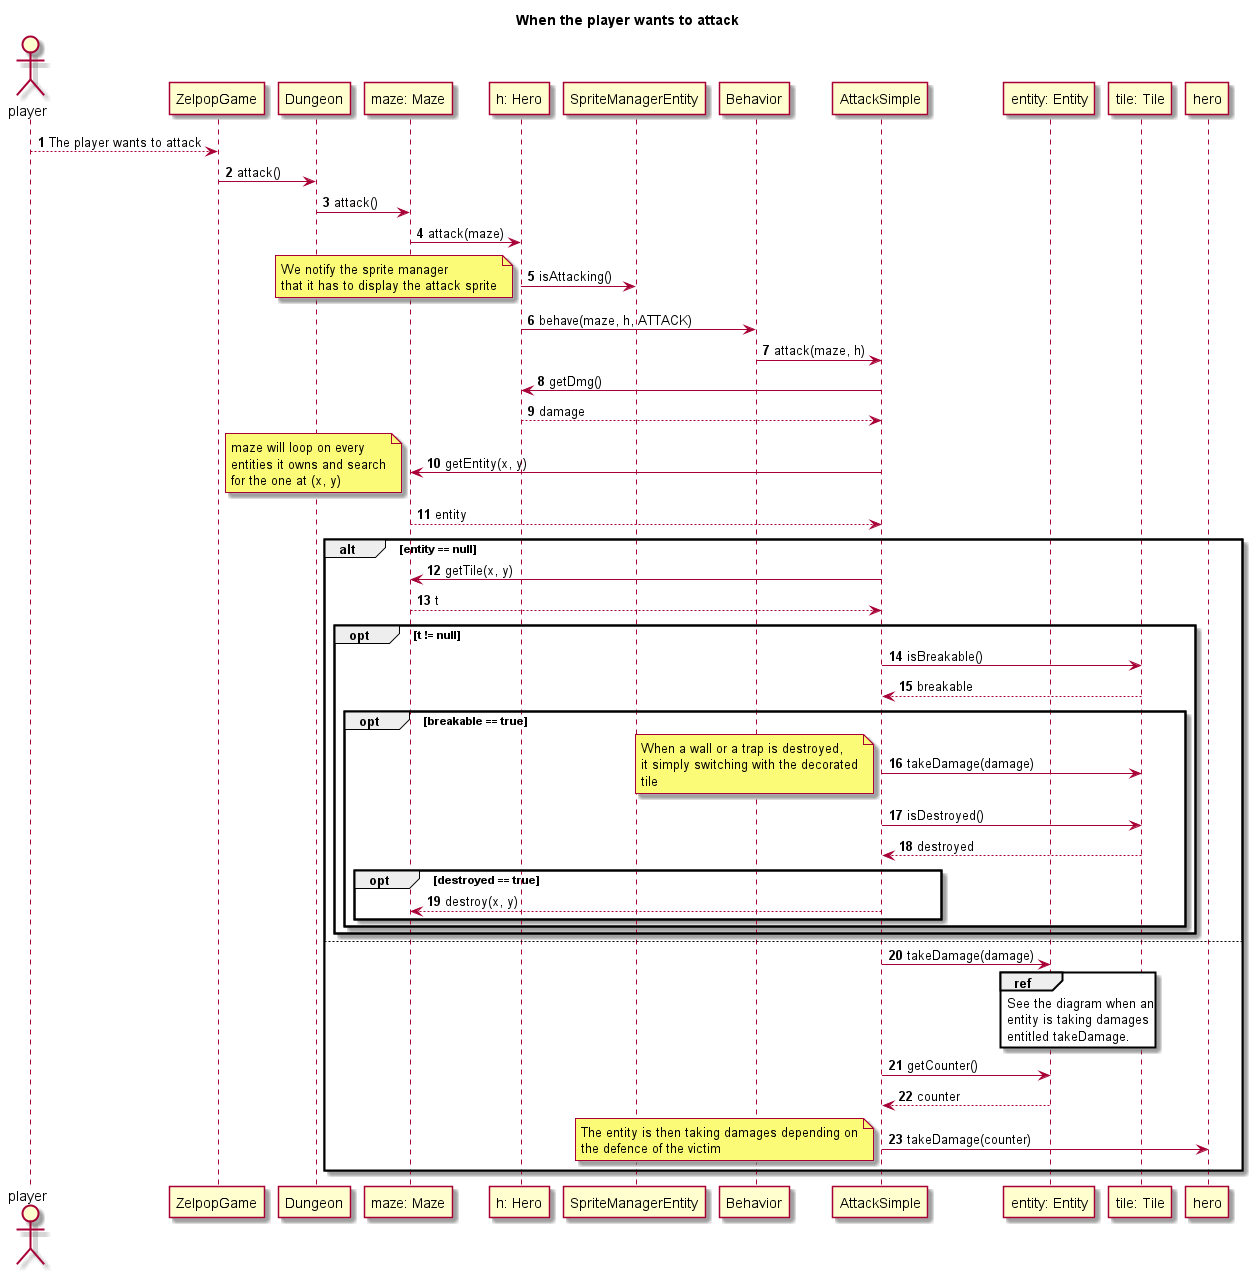 When the player wants to attack
player
ZelpopGame
Dungeon
maze: Maze
h: Hero
SpriteManagerEntity
Behavior
AttackSimple
entity: Entity
tile: Tile
hero
1 The player wants to attack
2 attack()
3 attack()
4 attack(maze)
We notify the sprite manager
that it has to display the attack sprite
5 isAttacking()
6 behave(maze, h, ATTACK)
7 attack(maze, h)
8 getDmg()
9 damage
maze will loop on every
entities it owns and search
for the one at (x, y)
10 getEntity(x, y)
11 entity
alt [entity == null]
12 getTile(x, y)
13 t
opt [t != null]
14 isBreakable()
15 breakable
opt [breakable == true]
When a wall or a trap is destroyed,
it simply switching with the decorated
tile
16 takeDamage(damage)
17 isDestroyed()
18 destroyed
opt [destroyed == true]
19 destroy(x, y)
20 takeDamage(damage)
ref
See the diagram when an
entity is taking damages
entitled takeDamage.
21 getCounter()
22 counter
The entity is then taking damages depending on
the defence of the victim
23 takeDamage(counter)
player
ZelpopGame
Dungeon
maze: Maze
h: Hero
SpriteManagerEntity
Behavior
AttackSimple
entity: Entity
tile: Tile
hero